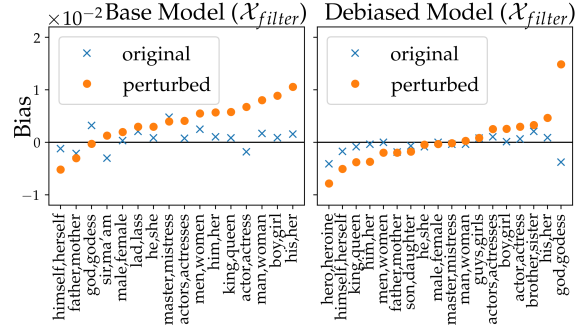 ×10⁻² Base Model (𝒳filter)
Debiased Model (𝒳filter)
Bias
2
1
0
−1
original
perturbed
original
perturbed
himself,herself
father,mother
god,godess
sir,ma'am
male,female
lad,lass
he,she
master,mistress
actors,actresses
men,women
him,her
king,queen
actor,actress
man,woman
boy,girl
his,her
hero,heroine
himself,herself
king,queen
him,her
men,women
father,mother
son,daughter
he,she
male,female
master,mistress
man,woman
guys,girls
actors,actresses
boy,girl
actor,actress
brother,sister
his,her
god,godess